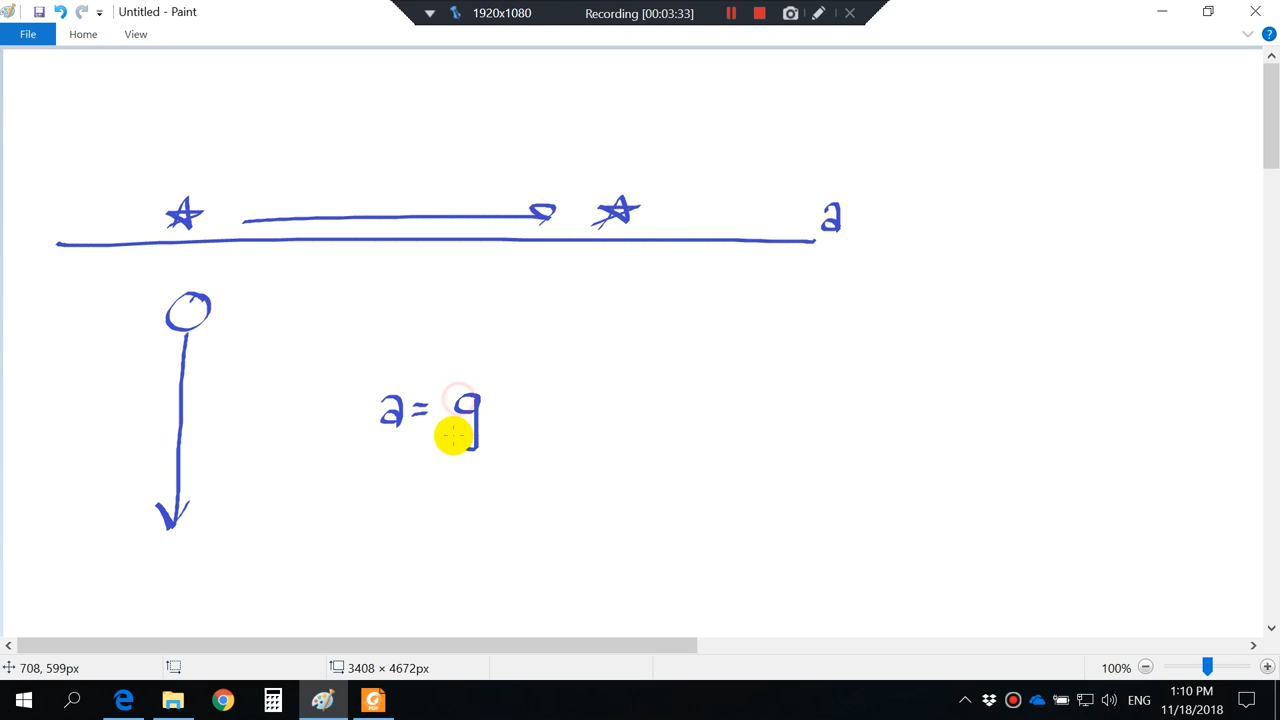 Untitled - Paint
1920x1080
Recording [00:03:33]
File Home View
a
a = g
708, 599px
3408 × 4672px
100%
ENG
1:10 PM
11/18/2018